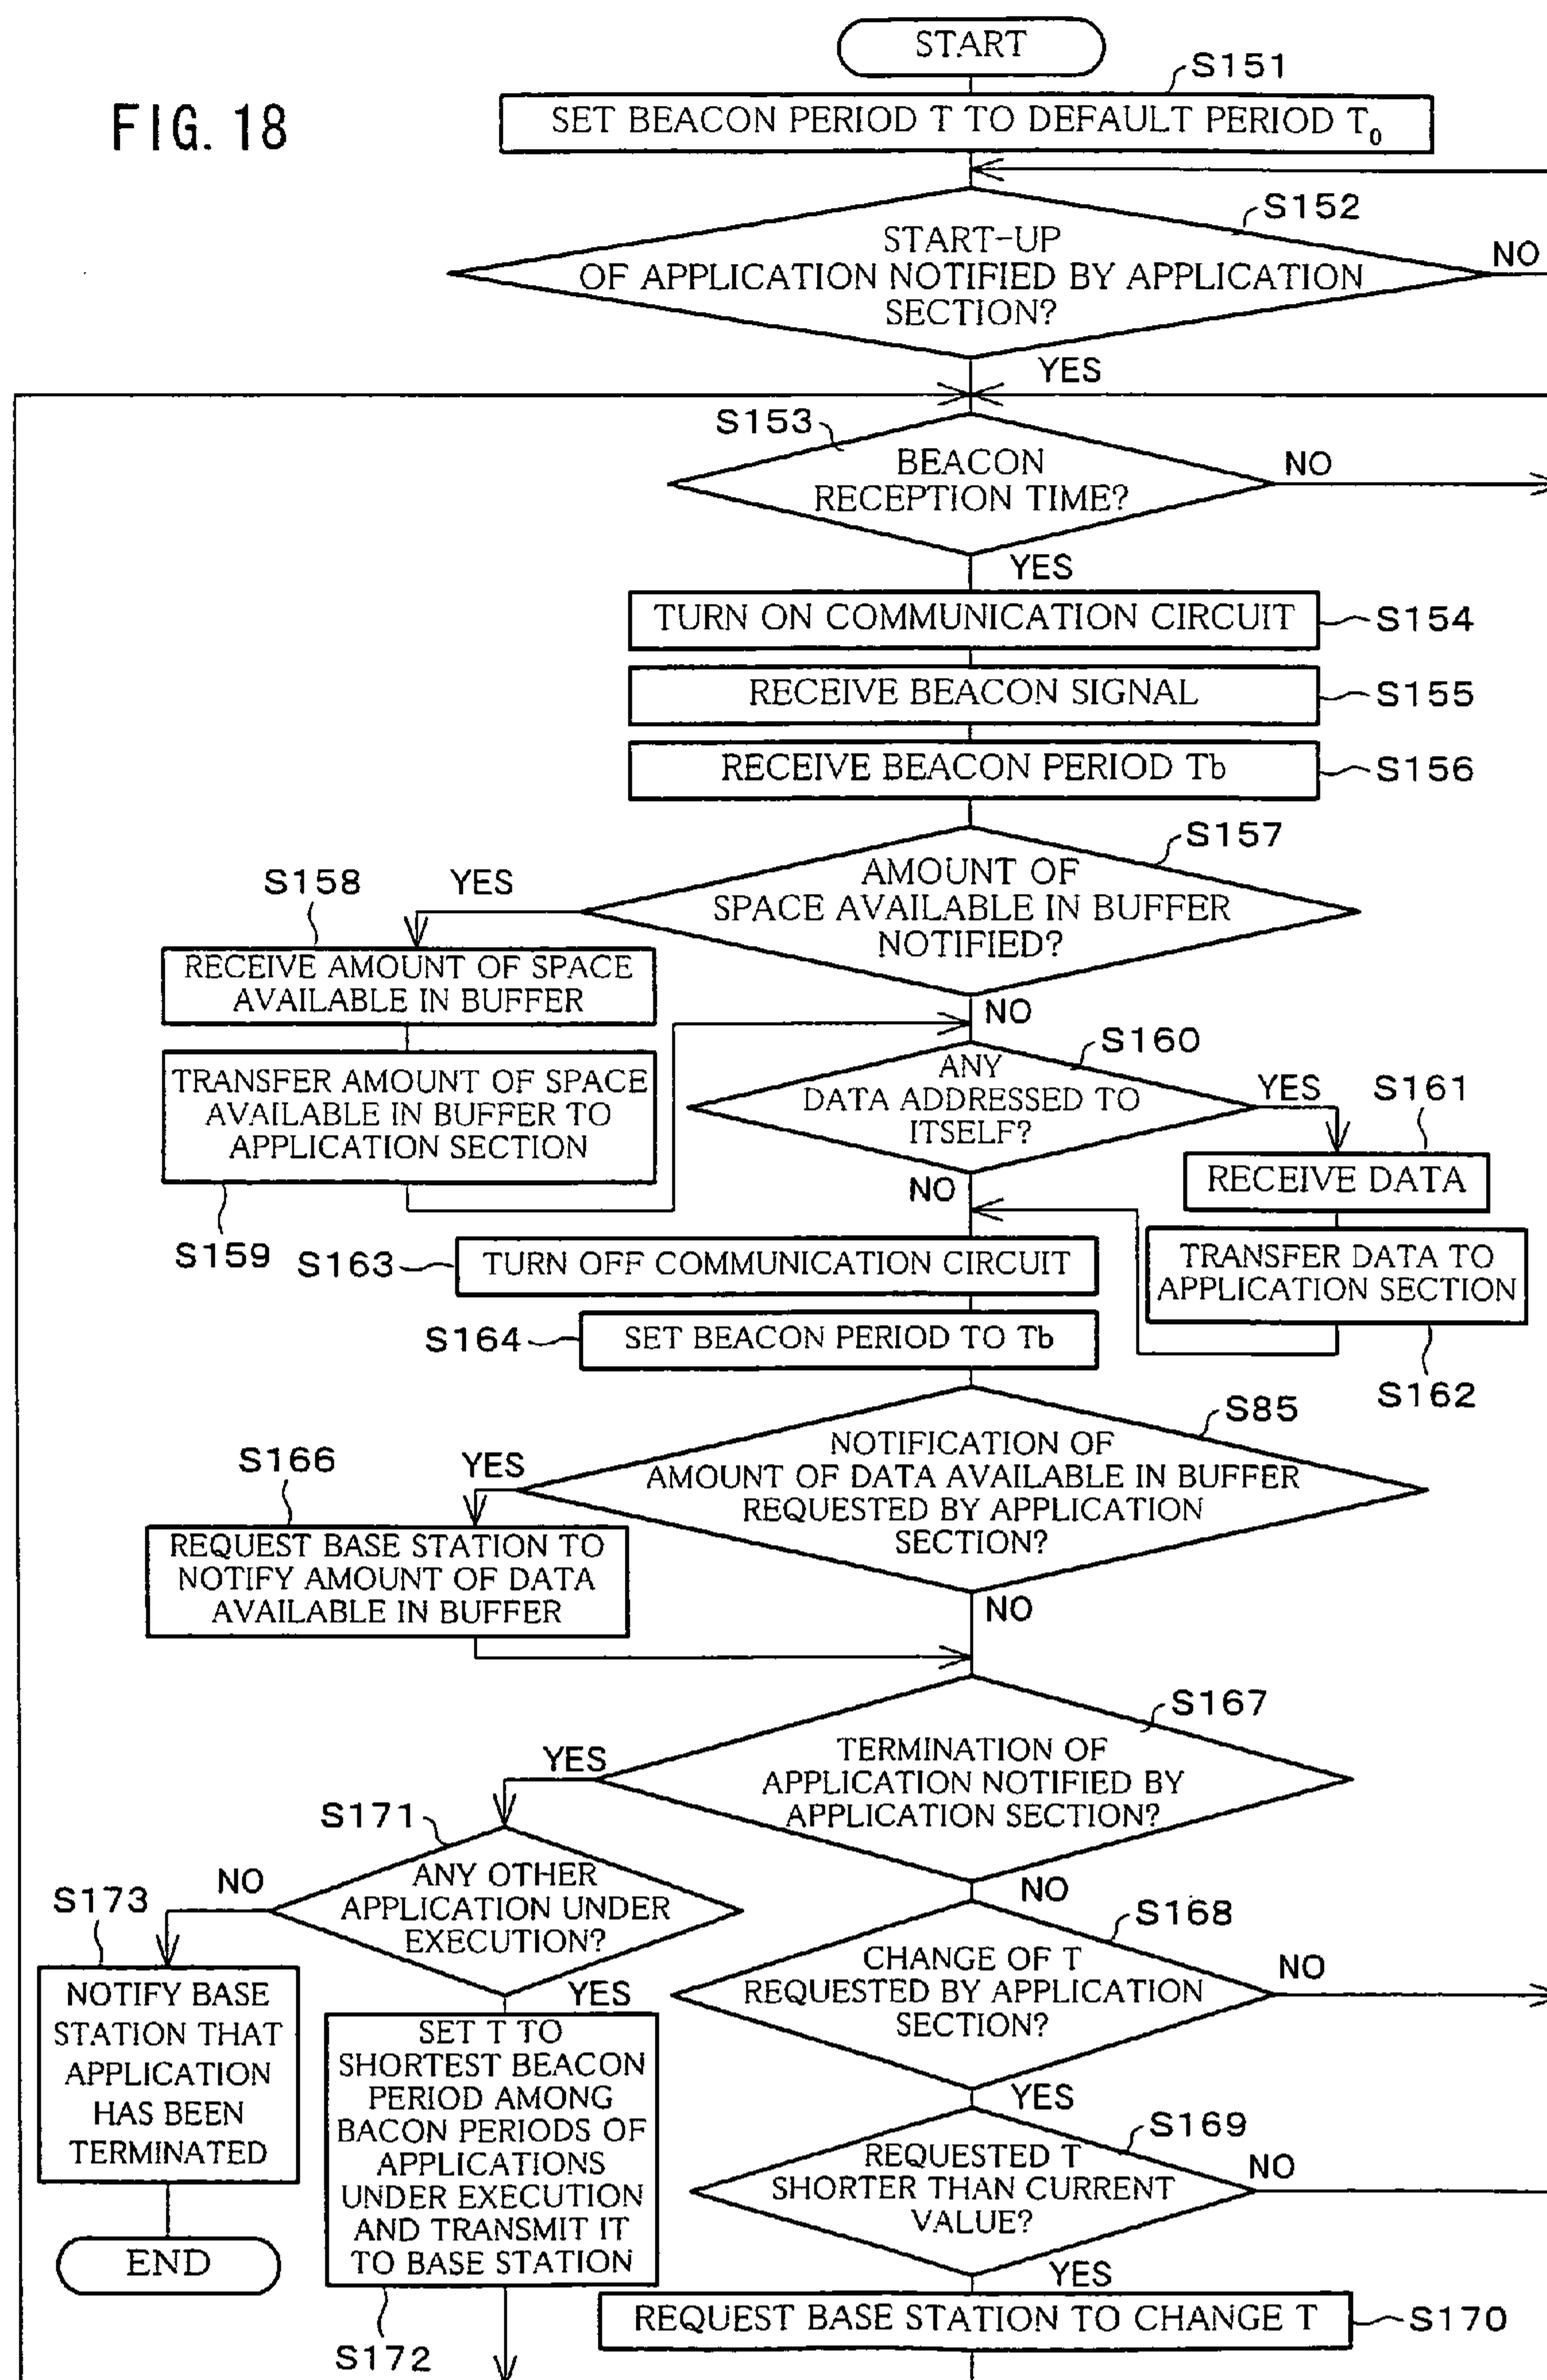 FIG. 18
START
S151
SET BEACON PERIOD T TO DEFAULT PERIOD T₀
S152
START-UP
OF APPLICATION NOTIFIED BY APPLICATION
SECTION?
NO
YES
S153
BEACON
RECEPTION TIME?
NO
YES
TURN ON COMMUNICATION CIRCUIT
S154
RECEIVE BEACON SIGNAL
S155
RECEIVE BEACON PERIOD Tb
S156
S157
AMOUNT OF
SPACE AVAILABLE IN BUFFER
NOTIFIED?
YES
S158
RECEIVE AMOUNT OF SPACE
AVAILABLE IN BUFFER
NO
TRANSFER AMOUNT OF SPACE
AVAILABLE IN BUFFER TO
APPLICATION SECTION
S159
S160
ANY
DATA ADDRESSED TO
ITSELF?
YES
S161
RECEIVE DATA
NO
TRANSFER DATA TO
APPLICATION SECTION
S162
S163
TURN OFF COMMUNICATION CIRCUIT
S164
SET BEACON PERIOD TO Tb
S85
NOTIFICATION OF
AMOUNT OF DATA AVAILABLE IN BUFFER
REQUESTED BY APPLICATION
SECTION?
YES
S166
REQUEST BASE STATION TO
NOTIFY AMOUNT OF DATA
AVAILABLE IN BUFFER
NO
S167
TERMINATION OF
APPLICATION NOTIFIED BY
APPLICATION SECTION?
YES
S171
ANY OTHER
APPLICATION UNDER
EXECUTION?
NO
S173
NOTIFY BASE
STATION THAT
APPLICATION
HAS BEEN
TERMINATED
END
YES
SET T TO
SHORTEST BEACON
PERIOD AMONG
BACON PERIODS OF
APPLICATIONS
UNDER EXECUTION
AND TRANSMIT IT
TO BASE STATION
S172
NO
S168
CHANGE OF T
REQUESTED BY APPLICATION
SECTION?
NO
YES
S169
REQUESTED T
SHORTER THAN CURRENT
VALUE?
NO
YES
REQUEST BASE STATION TO CHANGE T
S170